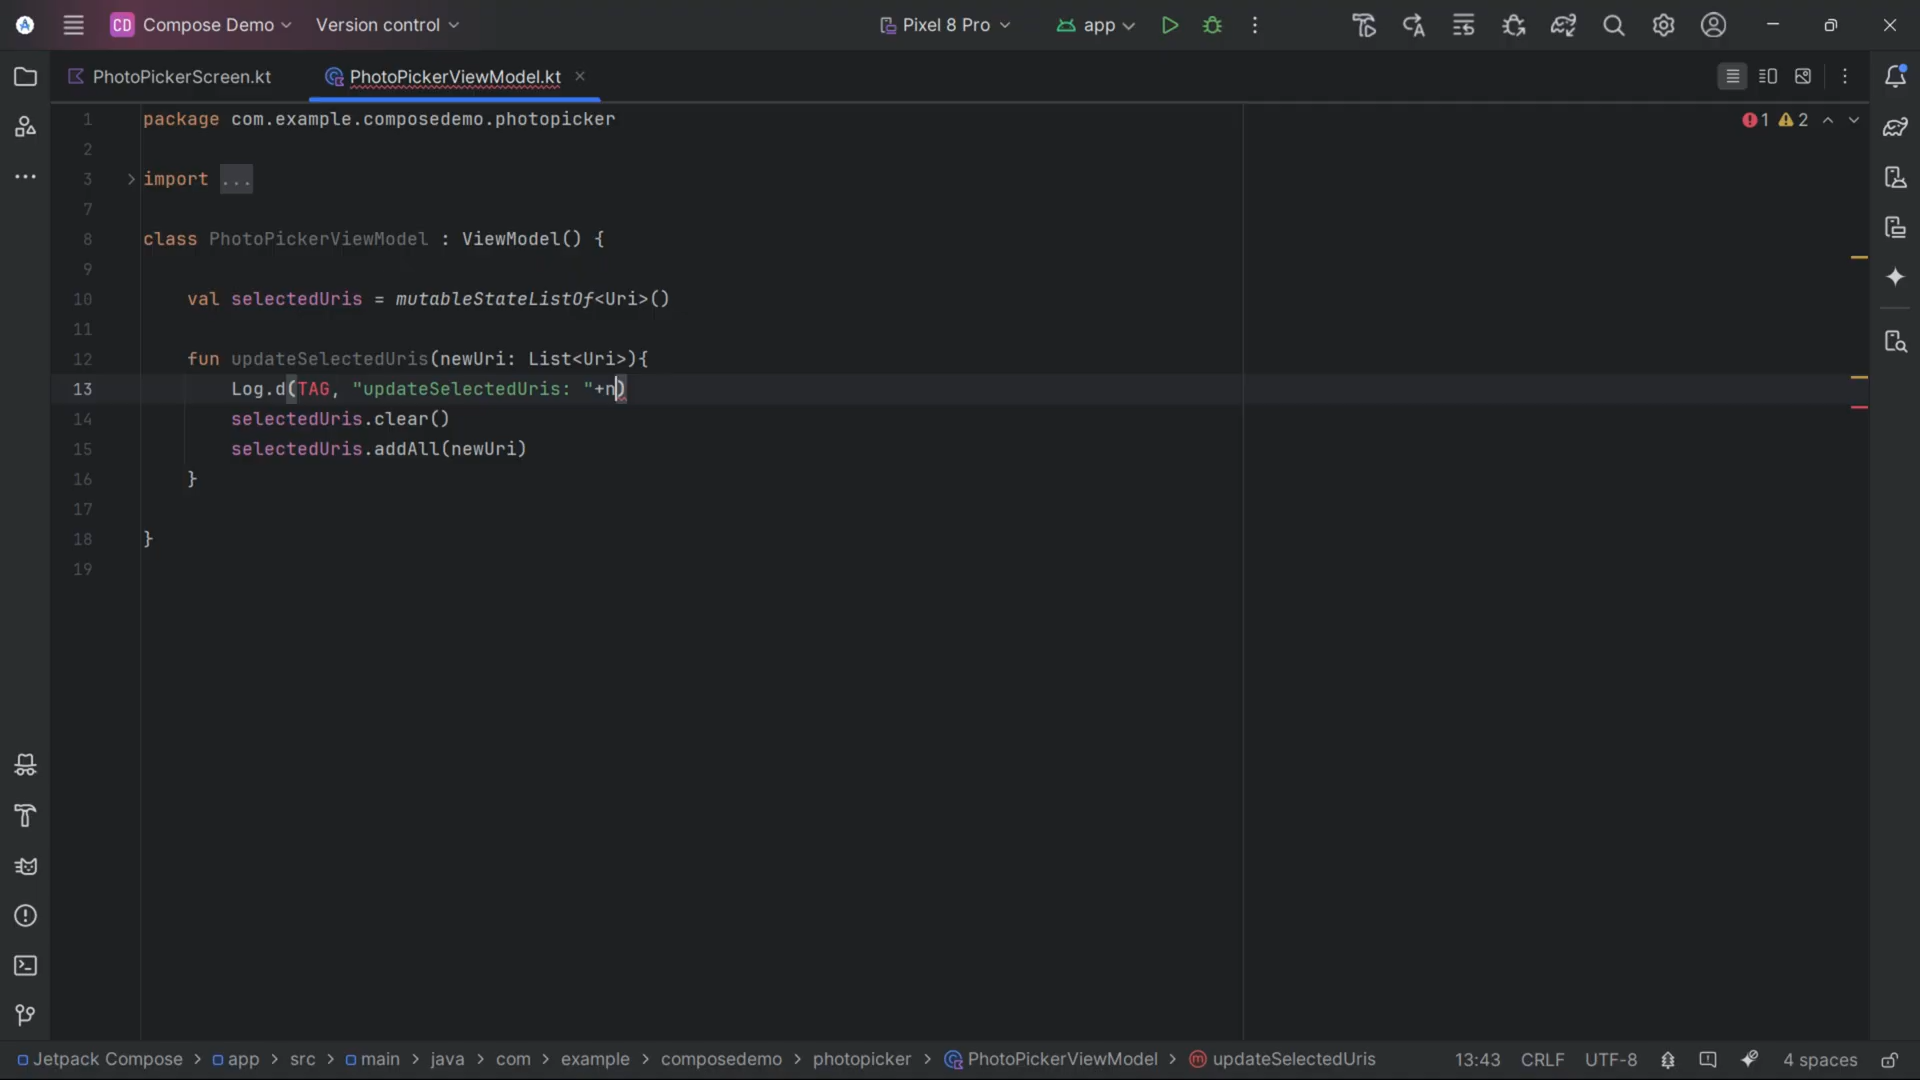 CD Compose Demo Version control Pixel 8 Pro app
PhotoPickerScreen.kt PhotoPickerViewModel.kt
1 package com.example.composedemo.photopicker 1 2
2
3 import ...
7
8 class PhotoPickerViewModel : ViewModel() {
9
10 val selectedUris = mutableStateListOf<Uri>()
11
12 fun updateSelectedUris(newUri: List<Uri>){
13 Log.d(TAG, "updateSelectedUris: "+n)
14 selectedUris.clear()
15 selectedUris.addAll(newUri)
16 }
17
18 }
19
Jetpack Compose > app > src > main > java > com > example > composedemo > photopicker > PhotoPickerViewModel > updateSelectedUris 13:43 CRLF UTF-8 4 spaces